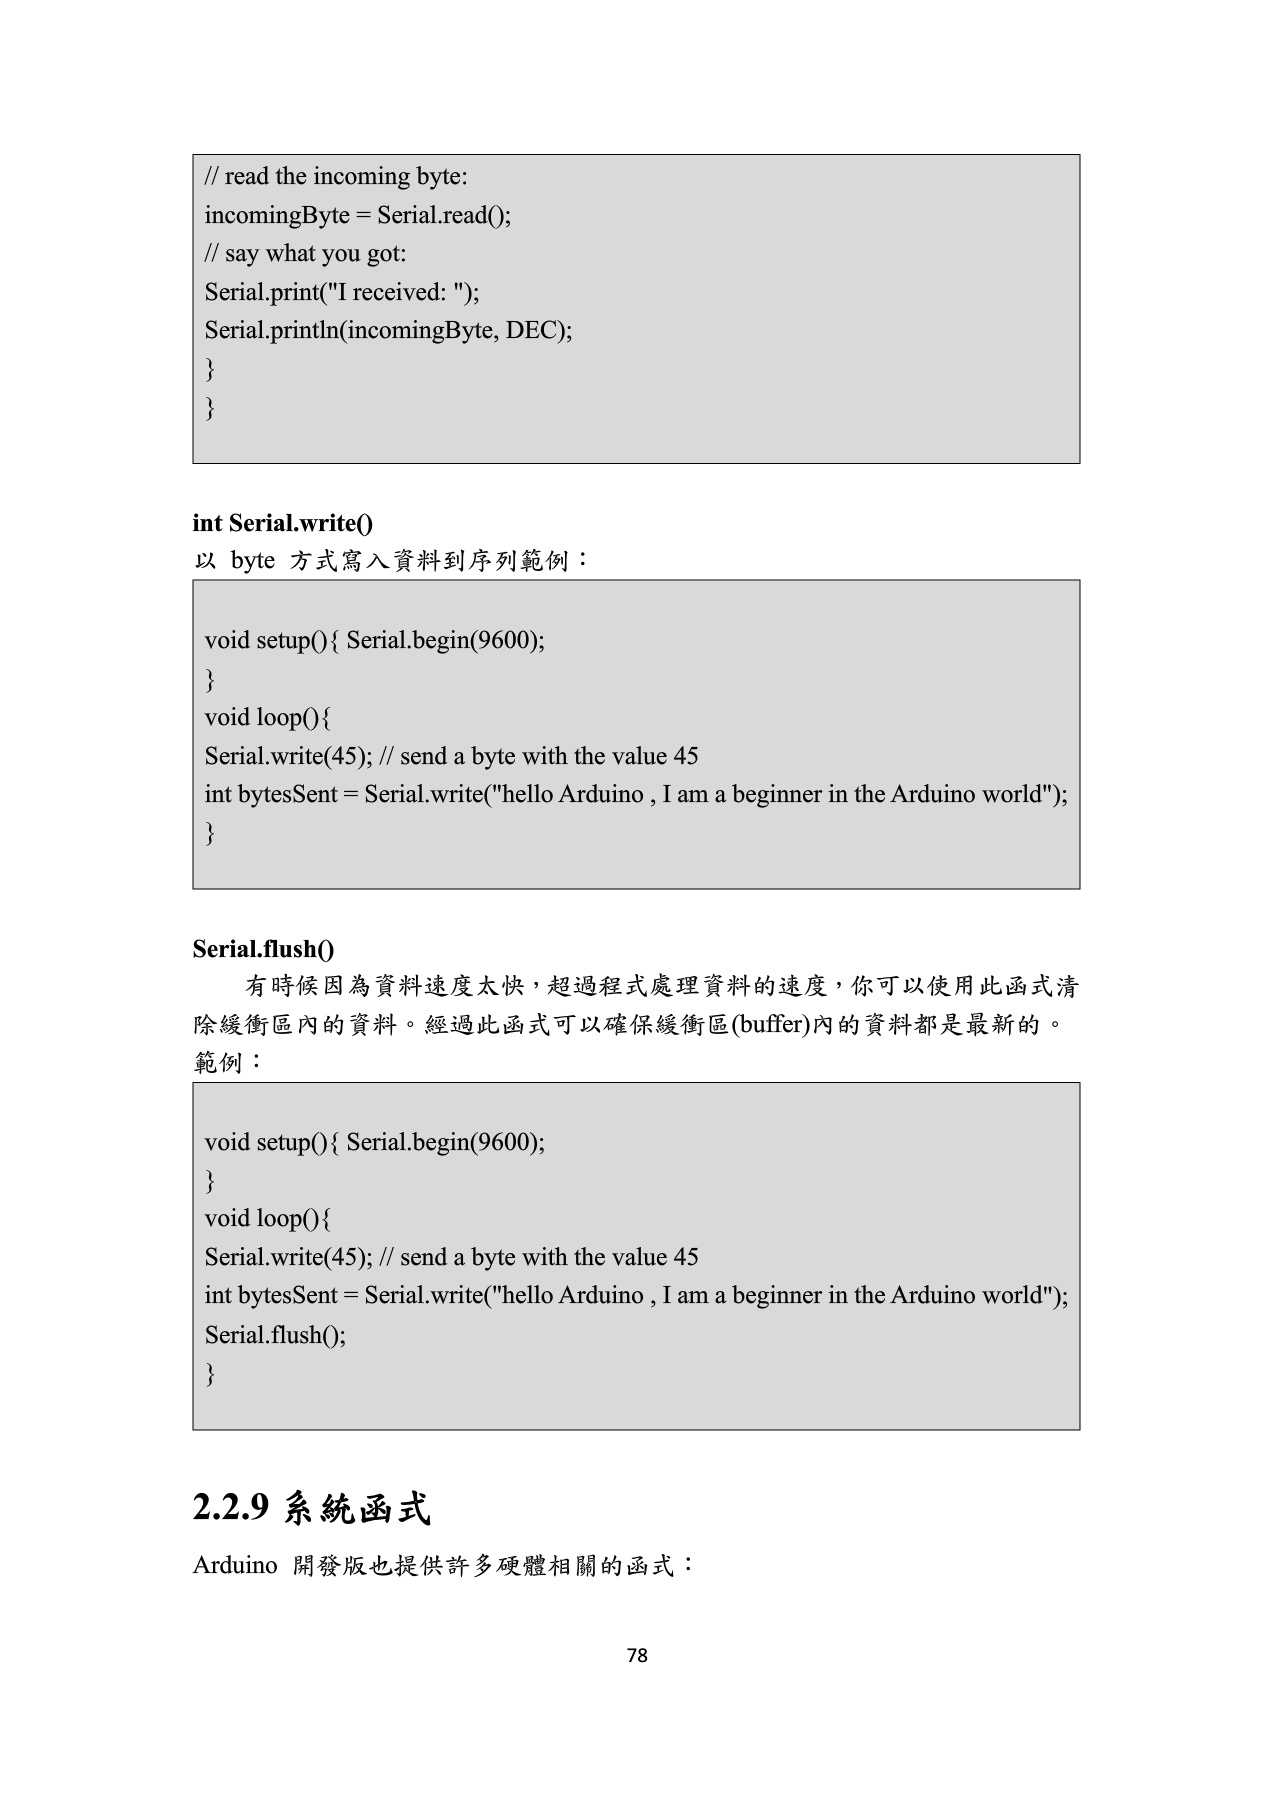 // read the incoming byte:
incomingByte = Serial.read();
// say what you got:
Serial.print("I received: ");
Serial.println(incomingByte, DEC);
}
}
int Serial.write()
以 byte 方式寫入資料到序列範例：
void setup(){ Serial.begin(9600);
}
void loop(){
Serial.write(45); // send a byte with the value 45
int bytesSent = Serial.write("hello Arduino , I am a beginner in the Arduino world");
}
Serial.flush()
有時候因為資料速度太快，超過程式處理資料的速度，你可以使用此函式清
除緩衝區內的資料。經過此函式可以確保緩衝區(buffer)內的資料都是最新的。
範例：
void setup(){ Serial.begin(9600);
}
void loop(){
Serial.write(45); // send a byte with the value 45
int bytesSent = Serial.write("hello Arduino , I am a beginner in the Arduino world");
Serial.flush();
}
2.2.9 系統函式
Arduino 開發版也提供許多硬體相關的函式：
78